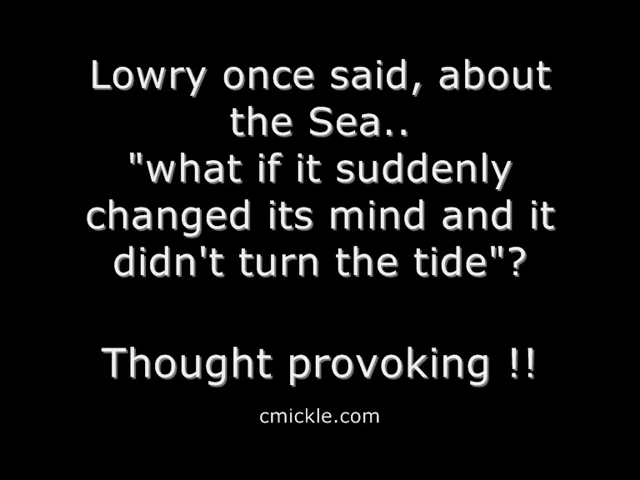 Lowry once said, about
the Sea..
"what if it suddenly
changed its mind and it
didn't turn the tide"?
Thought provoking !!
cmickle.com